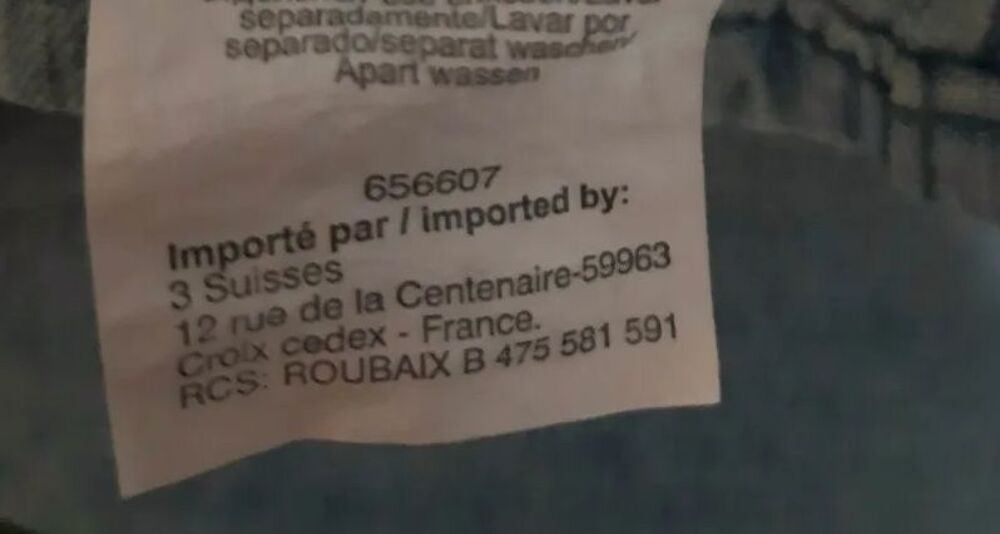 separadamente/Lavar por
separado/separat waschen/
Apart wassen
656607
Importé par / imported by:
3 Suisses
12 rue de la Centenaire-59963
Croix cedex - France.
RCS: ROUBAIX B 475 581 591